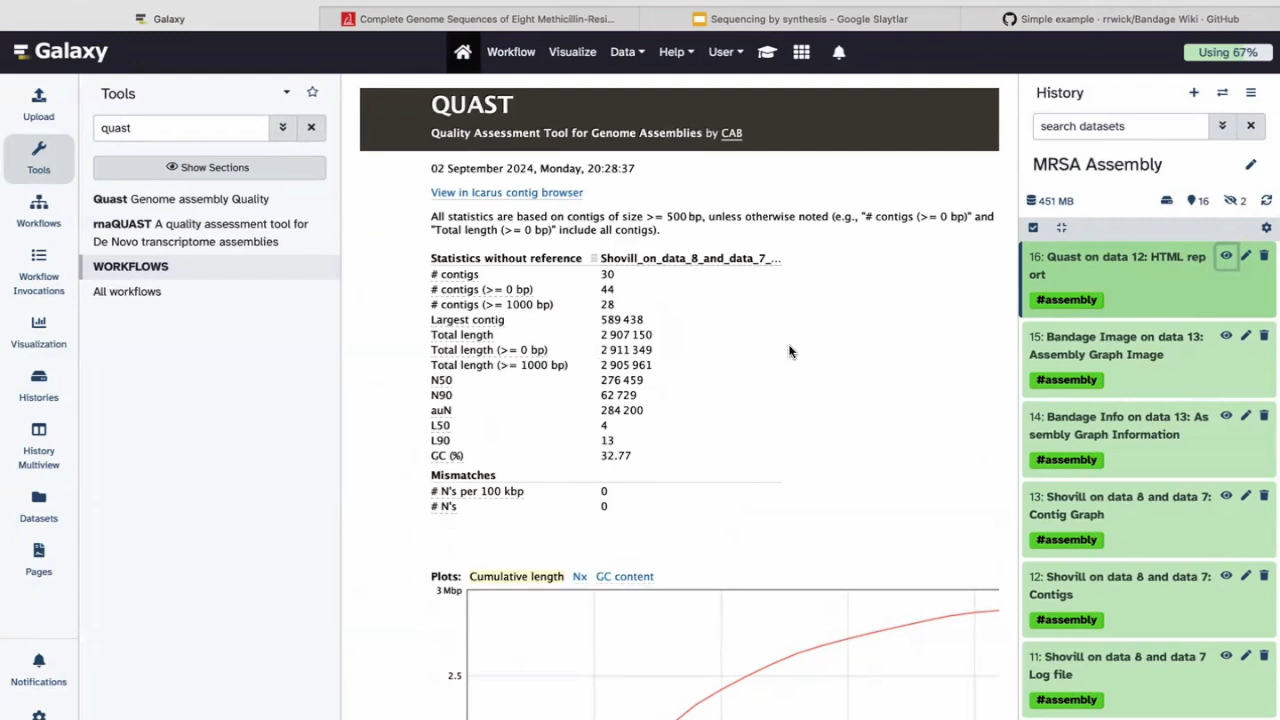 Galaxy
Complete Genome Sequences of Eight Methicillin-Resi...
Sequencing by synthesis - Google Slaytlar
Simple example · rrwick/Bandage Wiki · GitHub
Galaxy
Workflow
Visualize
Data
Help
User
Using 67%
Upload
Tools
Workflows
Workflow
Invocations
Visualization
Histories
History
Multiview
Datasets
Pages
Notifications
Tools
quast
Show Sections
Quast Genome assembly Quality
rnaQUAST A quality assessment tool for
De Novo transcriptome assemblies
WORKFLOWS
All workflows
QUAST
Quality Assessment Tool for Genome Assemblies by CAB
02 September 2024, Monday, 20:28:37
View in Icarus contig browser
All statistics are based on contigs of size >= 500 bp, unless otherwise noted (e.g., "# contigs (>= 0 bp)" and
"Total length (>= 0 bp)" include all contigs).
Statistics without reference Shovill_on_data_8_and_data_7_...
# contigs 30
# contigs (>= 0 bp) 44
# contigs (>= 1000 bp) 28
Largest contig 589 438
Total length 2 907 150
Total length (>= 0 bp) 2 911 349
Total length (>= 1000 bp) 2 905 961
N50 276 459
N90 62 729
auN 284 200
L50 4
L90 13
GC (%) 32.77
Mismatches
# N's per 100 kbp 0
# N's 0
Plots: Cumulative length Nx GC content
3 Mbp
2.5
History
search datasets
MRSA Assembly
451 MB 16 2
16: Quast on data 12: HTML rep
ort
#assembly
15: Bandage Image on data 13:
Assembly Graph Image
#assembly
14: Bandage Info on data 13: As
sembly Graph Information
#assembly
13: Shovill on data 8 and data 7:
Contig Graph
#assembly
12: Shovill on data 8 and data 7:
Contigs
#assembly
11: Shovill on data 8 and data 7
Log file
#assembly